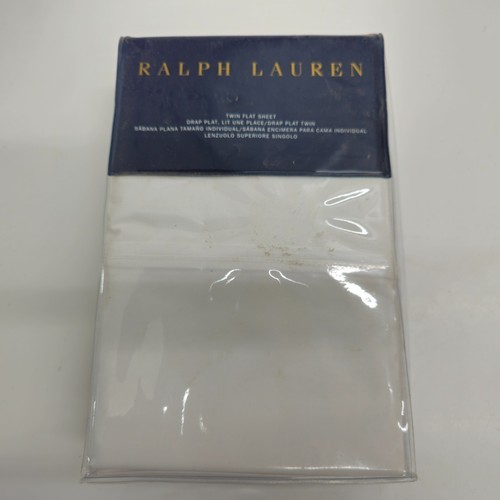 RALPH LAUREN
TWIN FLAT SHEET
DRAP PLAT, LIT UNE PLACE/DRAP PLAT TWIN
SÁBANA PLANA TAMAÑO INDIVIDUAL/SÁBANA ENCIMERA PARA CAMA INDIVIDUAL
LENZUOLO SUPERIORE SINGOLO